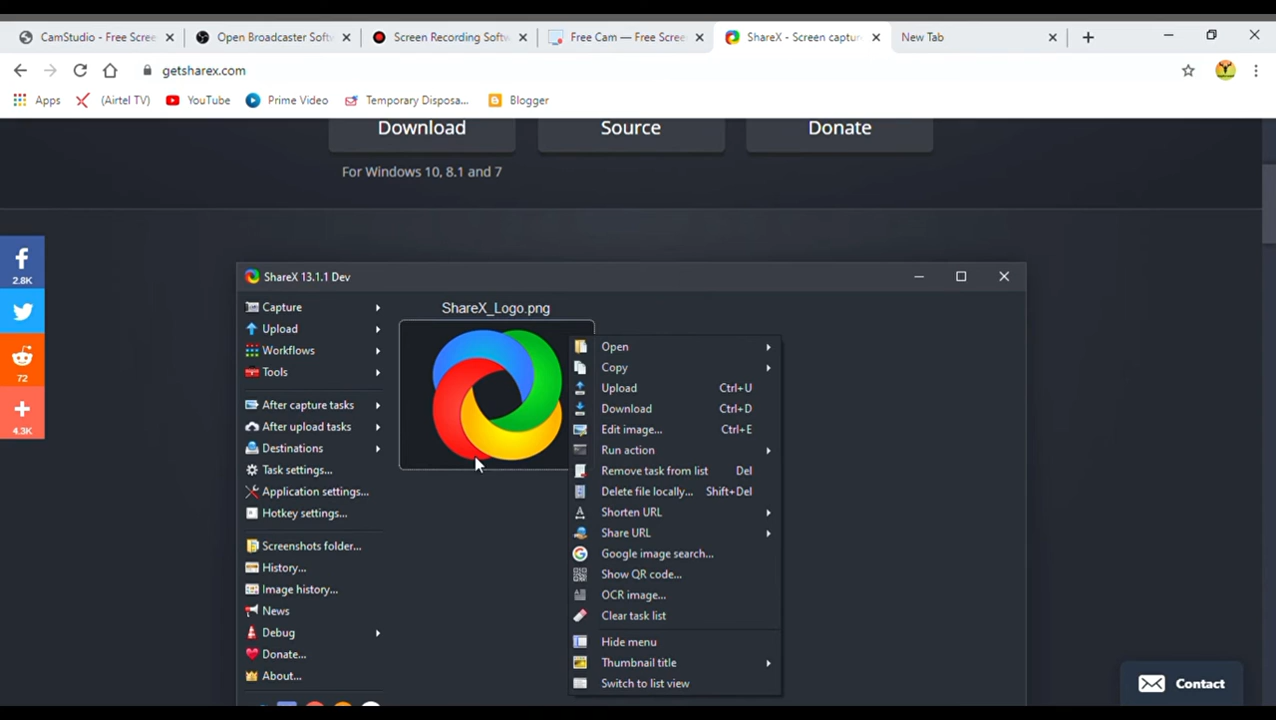 CamStudio - Free Scree
Open Broadcaster Softw
Screen Recording Softw
Free Cam — Free Scree
ShareX - Screen capture
New Tab
getsharex.com
Apps
(Airtel TV)
YouTube
Prime Video
Temporary Disposa...
Blogger
Download
Source
Donate
For Windows 10, 8.1 and 7
2.8K
72
4.3K
ShareX 13.1.1 Dev
Capture
Upload
Workflows
Tools
After capture tasks
After upload tasks
Destinations
Task settings...
Application settings...
Hotkey settings...
Screenshots folder...
History...
Image history...
News
Debug
Donate...
About...
ShareX_Logo.png
Open
Copy
Upload Ctrl+U
Download Ctrl+D
Edit image... Ctrl+E
Run action
Remove task from list Del
Delete file locally... Shift+Del
Shorten URL
Share URL
Google image search...
Show QR code...
OCR image...
Clear task list
Hide menu
Thumbnail title
Switch to list view
Contact